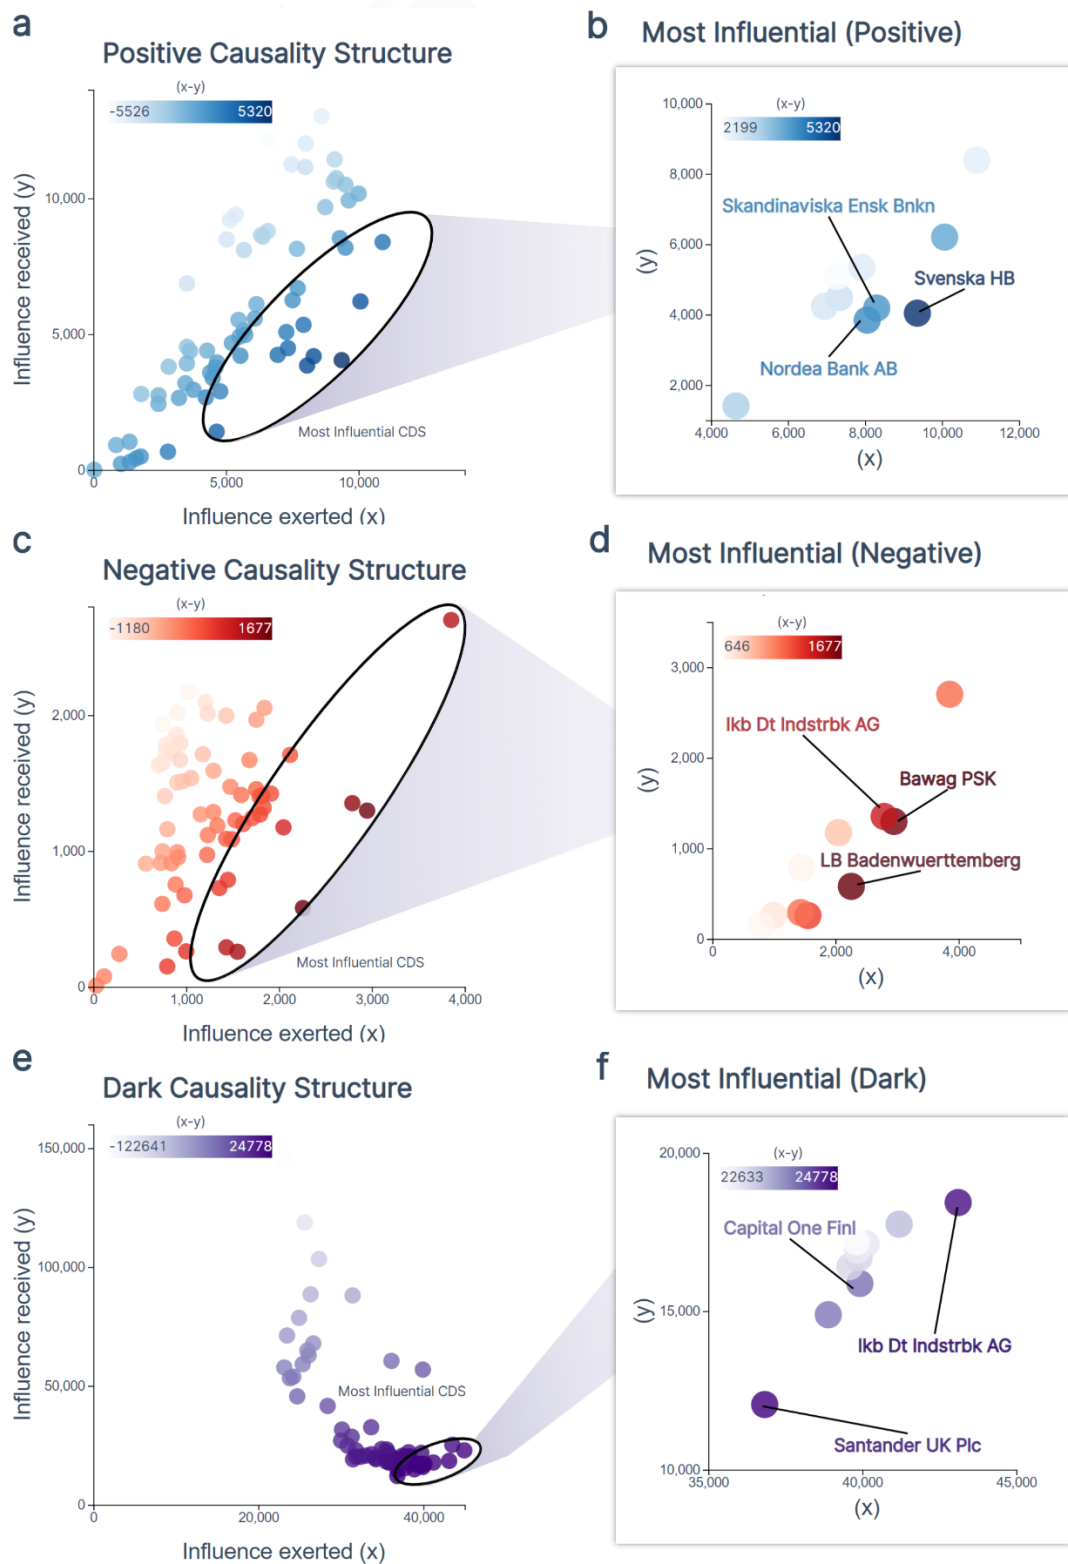 a
Positive Causality Structure
(x-y)
-5526 5320
Influence received (y)
10,000
5,000
0
0 5,000 10,000
Most Influential CDS
Influence exerted (x)
b
Most Influential (Positive)
(x-y)
2199 5320
10,000
8,000
6,000
4,000
2,000
(y)
Skandinaviska Ensk Bnkn
Svenska HB
Nordea Bank AB
4,000 6,000 8,000 10,000 12,000
(x)
c
Negative Causality Structure
(x-y)
-1180 1677
Influence received (y)
2,000
1,000
0
0 1,000 2,000 3,000 4,000
Most Influential CDS
Influence exerted (x)
d
Most Influential (Negative)
(x-y)
646 1677
3,000
2,000
1,000
0
(y)
Ikb Dt Indstrbk AG
Bawag PSK
LB Badenwuerttemberg
0 2,000 4,000
(x)
e
Dark Causality Structure
(x-y)
-122641 24778
Influence received (y)
150,000
100,000
50,000
0
Most Influential CDS
0 20,000 40,000
Influence exerted (x)
f
Most Influential (Dark)
(x-y)
22633 24778
20,000
15,000
10,000
(y)
Capital One Finl
Ikb Dt Indstrbk AG
Santander UK Plc
35,000 40,000 45,000
(x)